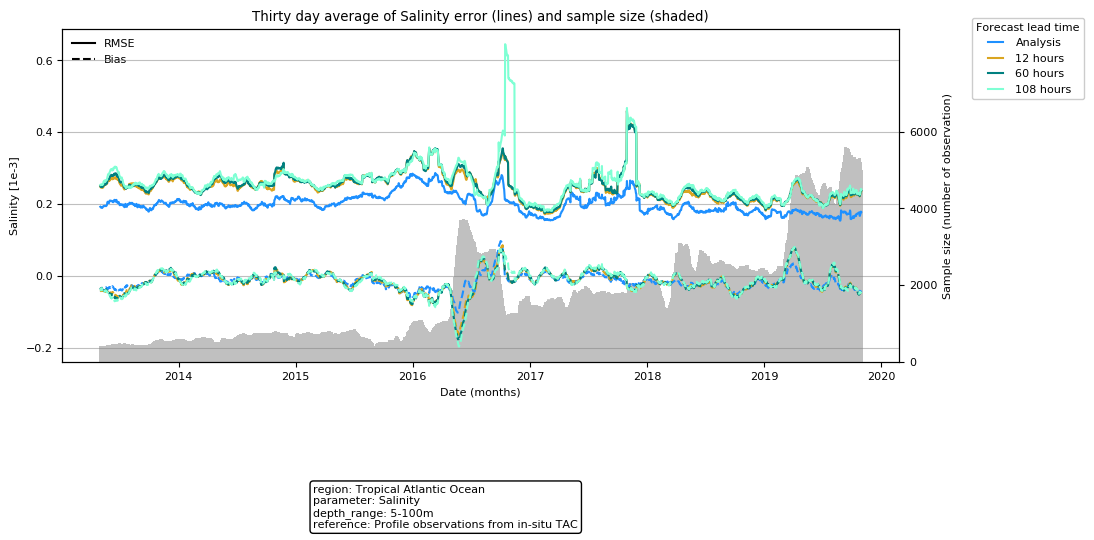 Thirty day average of Salinity error (lines) and sample size (shaded)
RMSE
Bias
Forecast lead time
Analysis
12 hours
60 hours
108 hours
Salinity [1e-3]
0.6
0.4
0.2
0.0
−0.2
Sample size (number of observation)
6000
4000
2000
0
2014 2015 2016 2017 2018 2019 2020
Date (months)
region: Tropical Atlantic Ocean
parameter: Salinity
depth_range: 5-100m
reference: Profile observations from in-situ TAC